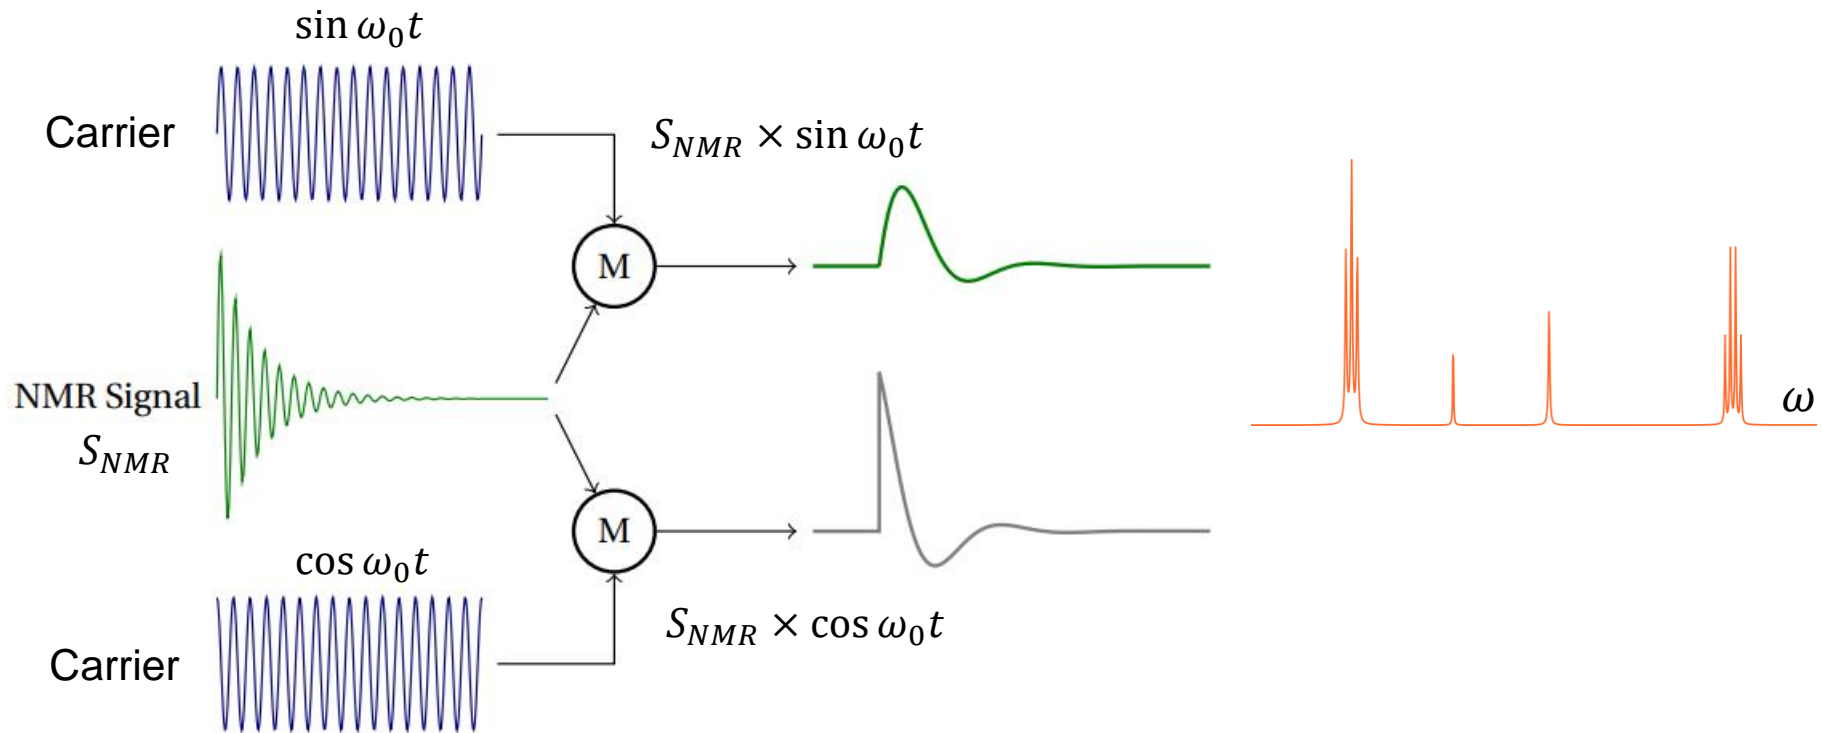 sin ω₀t
Carrier
S_NMR × sin ω₀t
M
NMR Signal
S_NMR
ω
M
cos ω₀t
S_NMR × cos ω₀t
Carrier